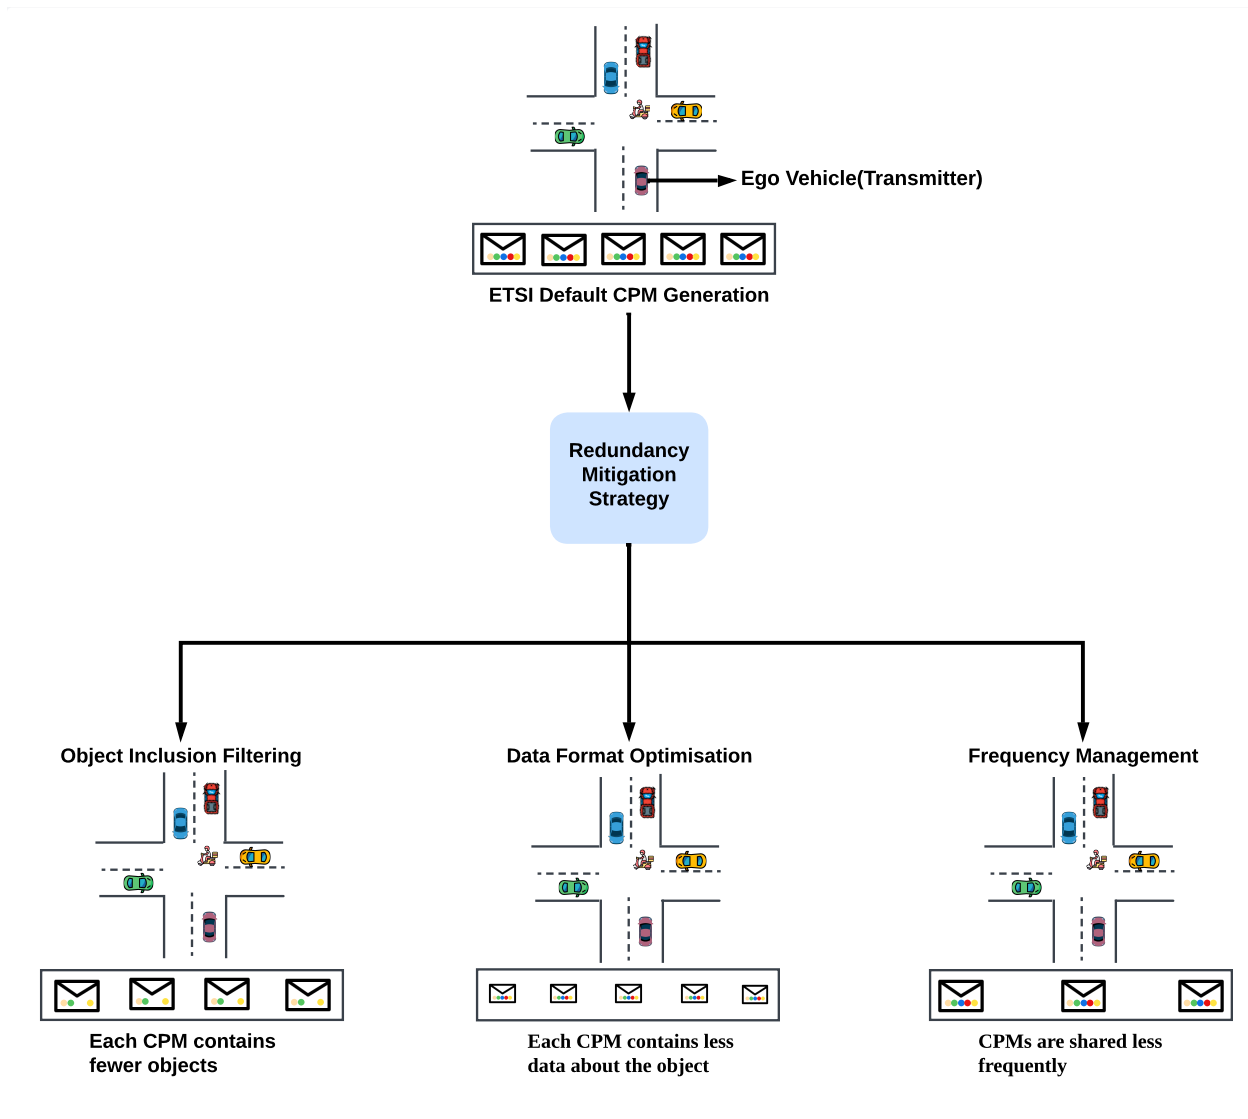 Ego Vehicle(Transmitter)
ETSI Default CPM Generation
Redundancy
Mitigation
Strategy
Object Inclusion Filtering
Data Format Optimisation
Frequency Management
Each CPM contains
fewer objects
Each CPM contains less
data about the object
CPMs are shared less
frequently